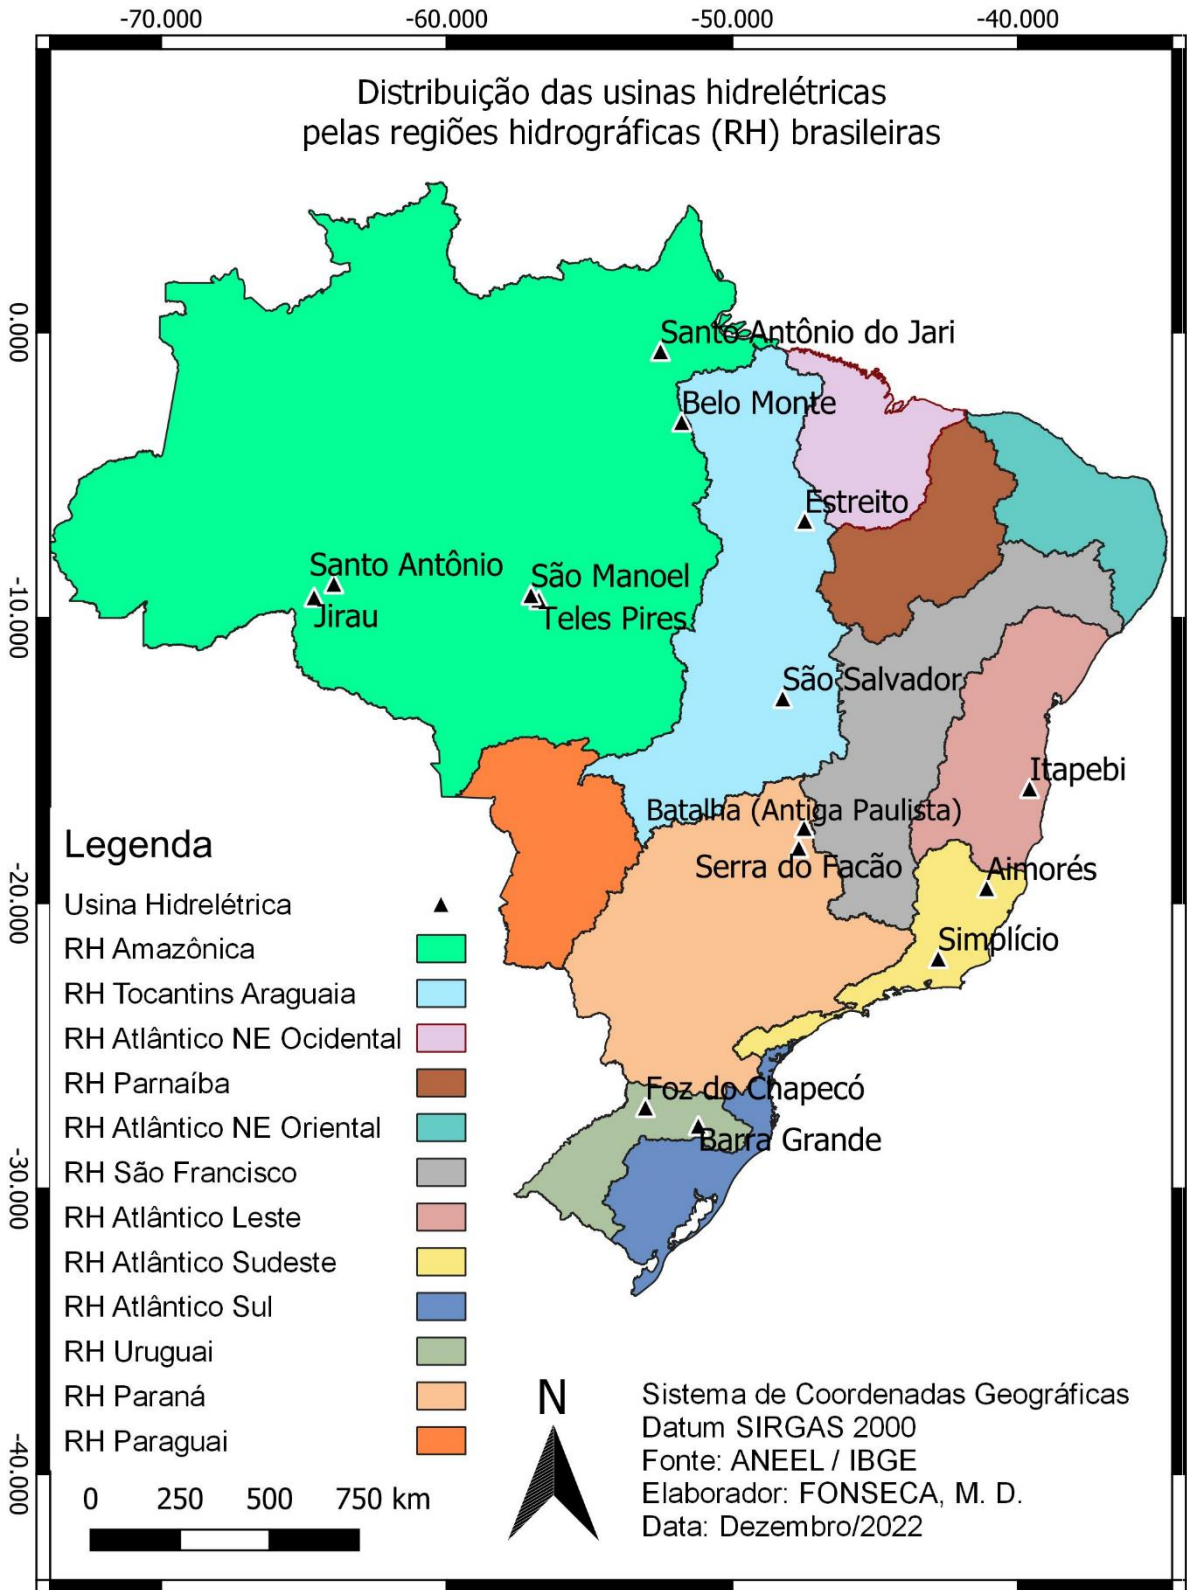 -70.000 -60.000 -50.000 -40.000
Distribuição das usinas hidrelétricas
pelas regiões hidrográficas (RH) brasileiras
0.000
-10.000
-20.000
-30.000
-40.000
Santo Antônio do Jari
Belo Monte
Estreito
Santo Antônio
Jirau
São Manoel
Teles Pires
São Salvador
Itapebi
Batalha (Antiga Paulista)
Serra do Facão
Aimorés
Simplício
Foz do Chapecó
Barra Grande
Legenda
Usina Hidrelétrica
RH Amazônica
RH Tocantins Araguaia
RH Atlântico NE Ocidental
RH Parnaíba
RH Atlântico NE Oriental
RH São Francisco
RH Atlântico Leste
RH Atlântico Sudeste
RH Atlântico Sul
RH Uruguai
RH Paraná
RH Paraguai
0 250 500 750 km
N
Sistema de Coordenadas Geográficas
Datum SIRGAS 2000
Fonte: ANEEL / IBGE
Elaborador: FONSECA, M. D.
Data: Dezembro/2022